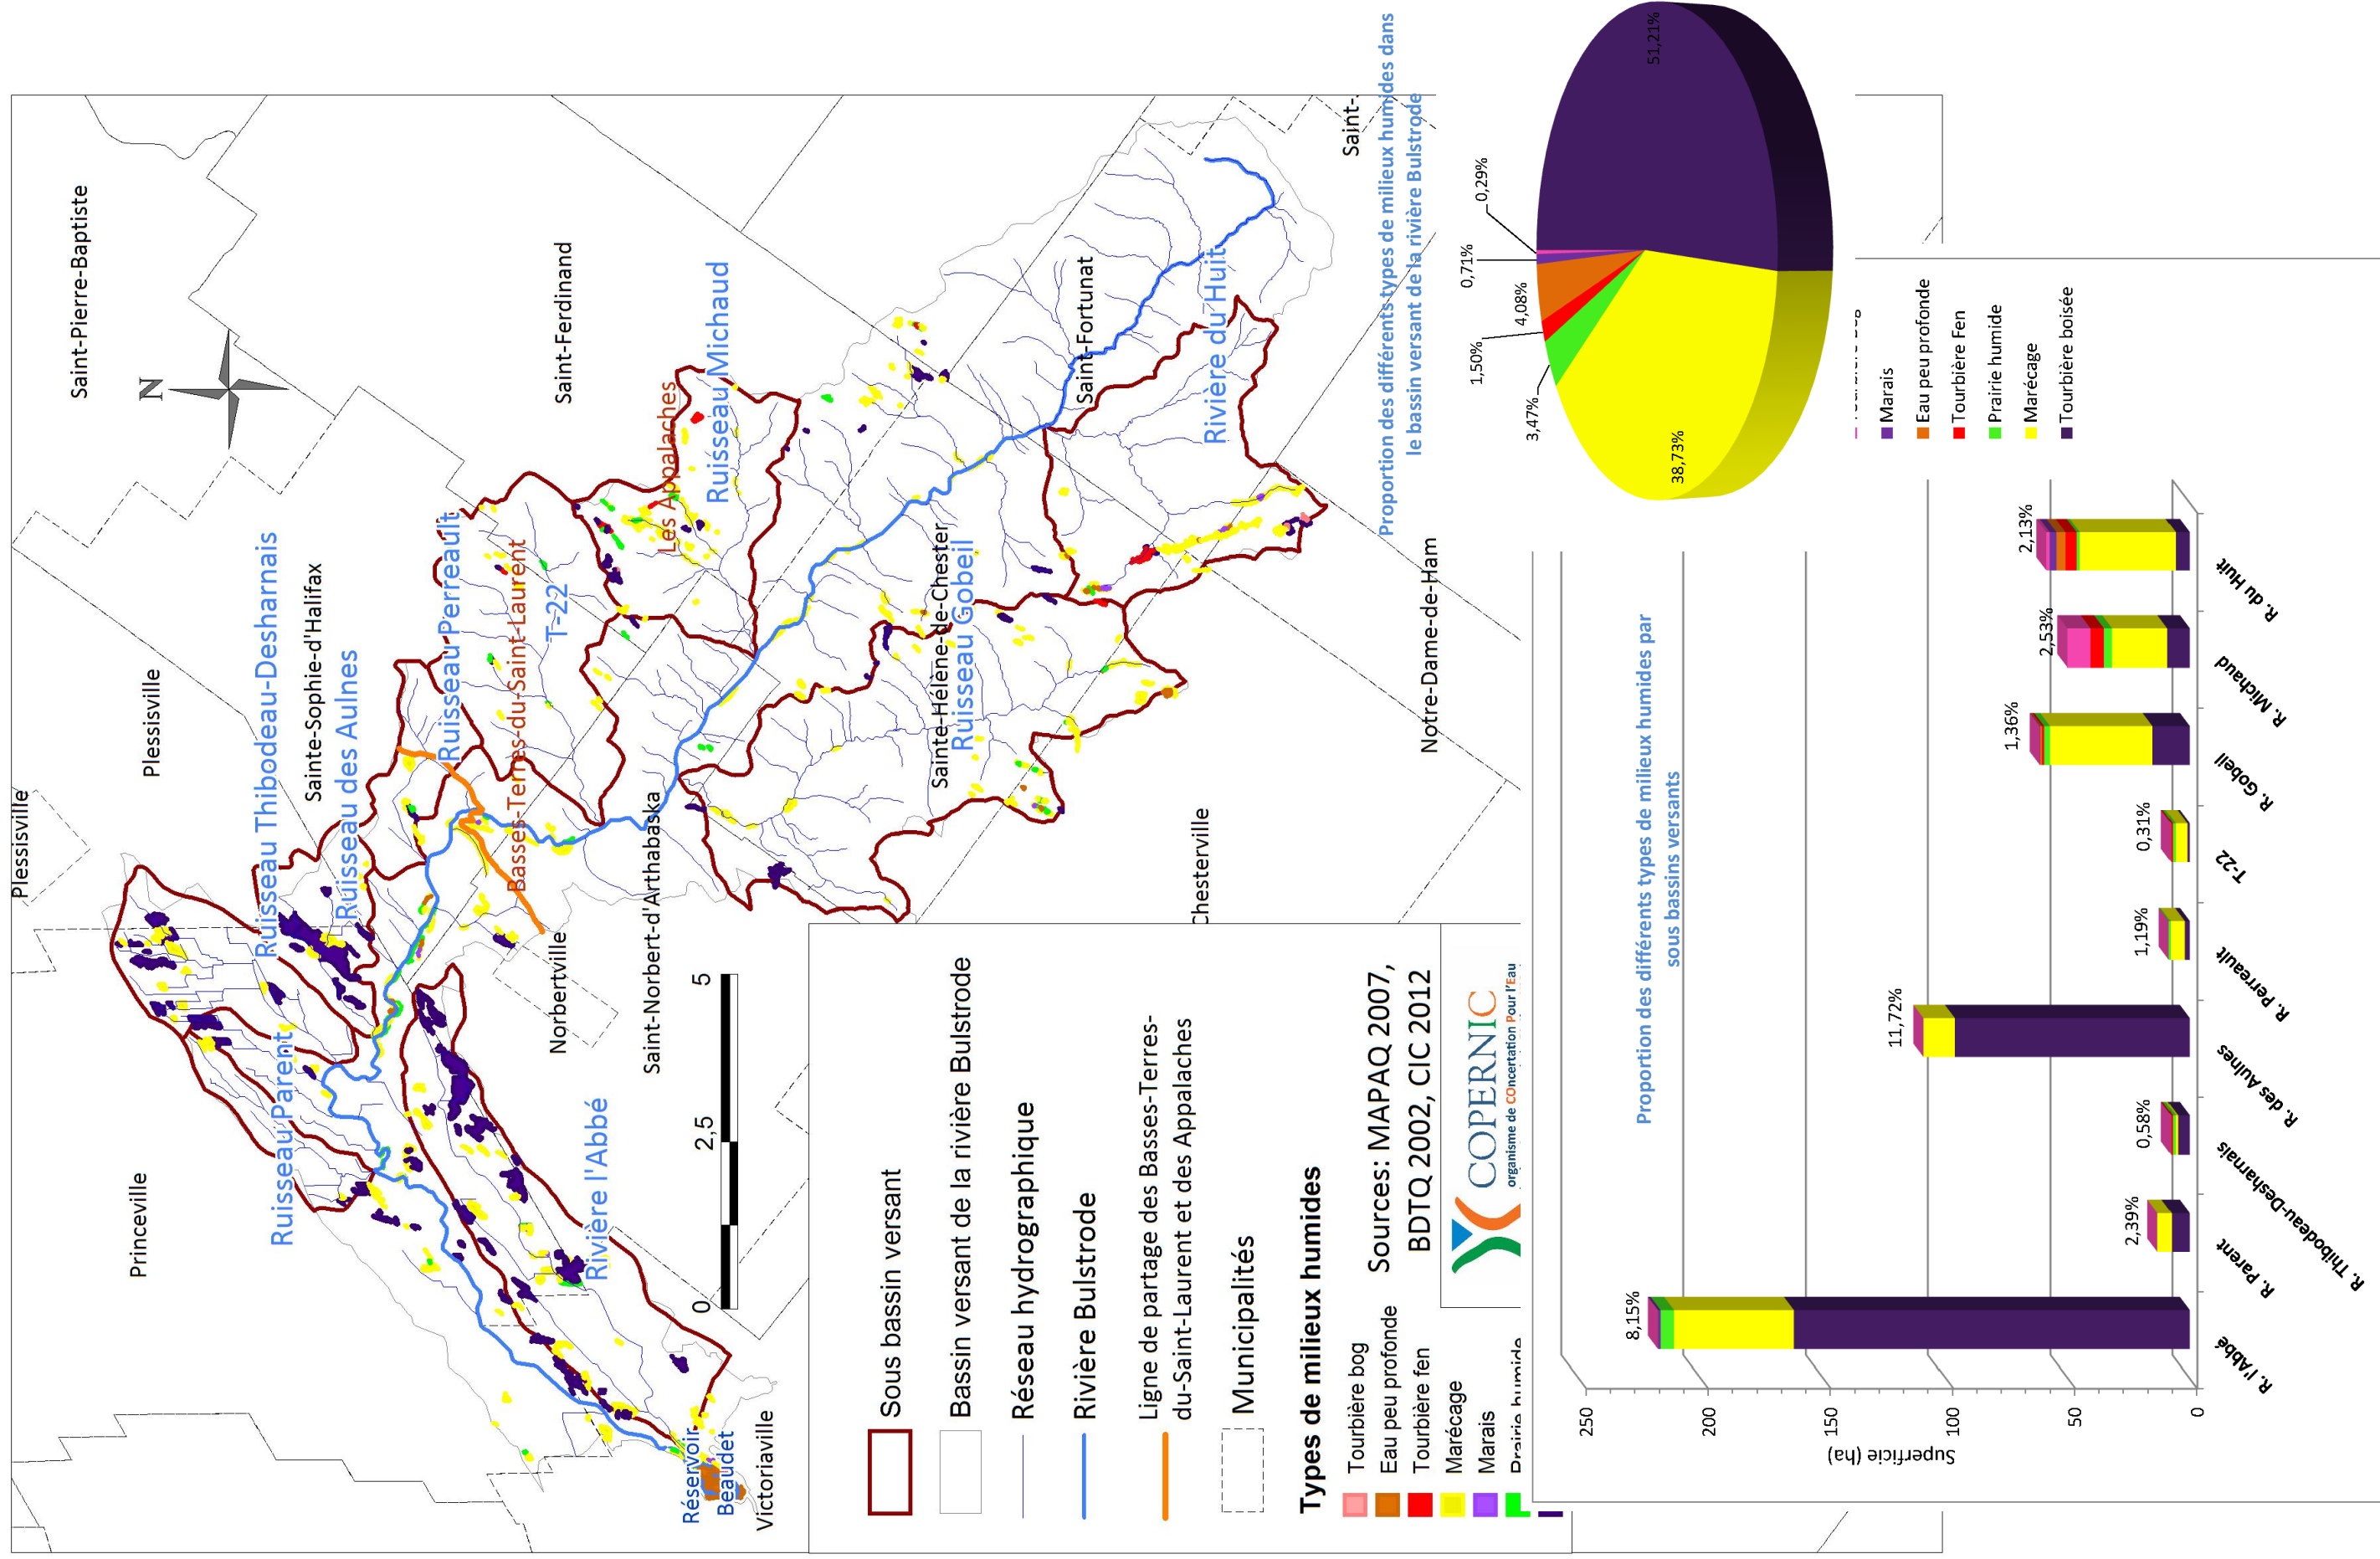 Saint-Pierre-Baptiste
N
Plessisville
Plessisville
Princeville
Ruisseau Thibodeau-Desharnais
Sainte-Sophie-d'Halifax
Ruisseau des Aulnes
Ruisseau Parent
Saint-Ferdinand
Ruisseau Perreault
Basses-Terres-du-Saint-Laurent
T-22
Les Appalaches
Ruisseau Michaud
Norbertville
Rivière l'Abbé
Saint-Norbert-d'Arthabaska
Réservoir
Beaudet
Victoriaville
0 2,5 5
Sainte-Hélène-de-Chester
Ruisseau Gobeil
Saint-Fortunat
Chesterville
Rivière du Huit
Saint-
Notre-Dame-de-Ham
Sous bassin versant
Bassin versant de la rivière Bulstrode
Réseau hydrographique
Rivière Bulstrode
Ligne de partage des Basses-Terres-
du-Saint-Laurent et des Appalaches
Municipalités
Types de milieux humides
Tourbière bog
Eau peu profonde
Tourbière fen
Marécage
Marais
Prairie humide
Sources: MAPAQ 2007,
BDTQ 2002, CIC 2012
COPERNIC
organisme de COncertation Pour l'Eau
Proportion des différents types de milieux humides dans
le bassin versant de la rivière Bulstrode
0,29%
0,71%
4,08%
1,50%
3,47%
38,73%
51,21%
Marais
Eau peu profonde
Tourbière Fen
Prairie humide
Marécage
Tourbière boisée
Proportion des différents types de milieux humides par
sous bassins versants
Superficie (ha)
250
200
150
100
50
0
8,15%
2,39%
0,58%
11,72%
1,19%
0,31%
1,36%
2,53%
2,13%
R. l'Abbé
R. Parent
R. Thibodeau-Desharnais
R. des Aulnes
R. Perreault
T-22
R. Gobeil
R. Michaud
R. du Huit